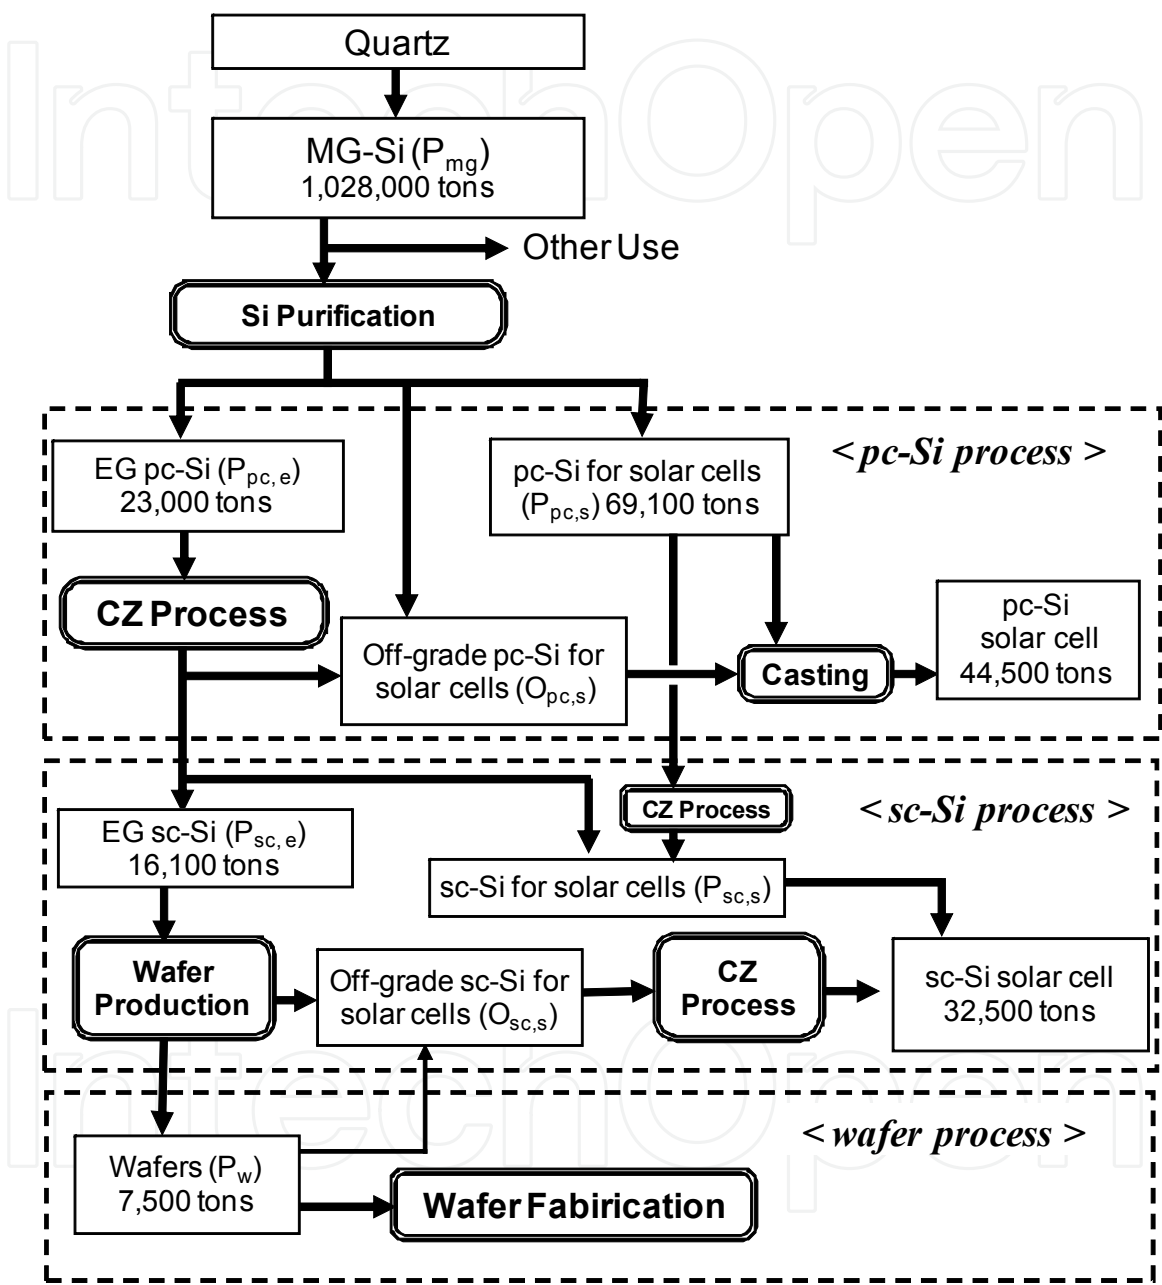 IntechOpen
Quartz
MG-Si (Pmg)
1,028,000 tons
Other Use
Si Purification
< pc-Si process >
EG pc-Si (Ppc, e)
23,000 tons
pc-Si for solar cells
(Ppc,s) 69,100 tons
CZ Process
Off-grade pc-Si for
solar cells (Opc,s)
Casting
pc-Si
solar cell
44,500 tons
< sc-Si process >
CZ Process
EG sc-Si (Psc, e)
16,100 tons
sc-Si for solar cells (Psc,s)
Wafer
Production
Off-grade sc-Si for
solar cells (Osc,s)
CZ
Process
sc-Si solar cell
32,500 tons
IntechOpen
< wafer process >
Wafers (Pw)
7,500 tons
Wafer Fabirication